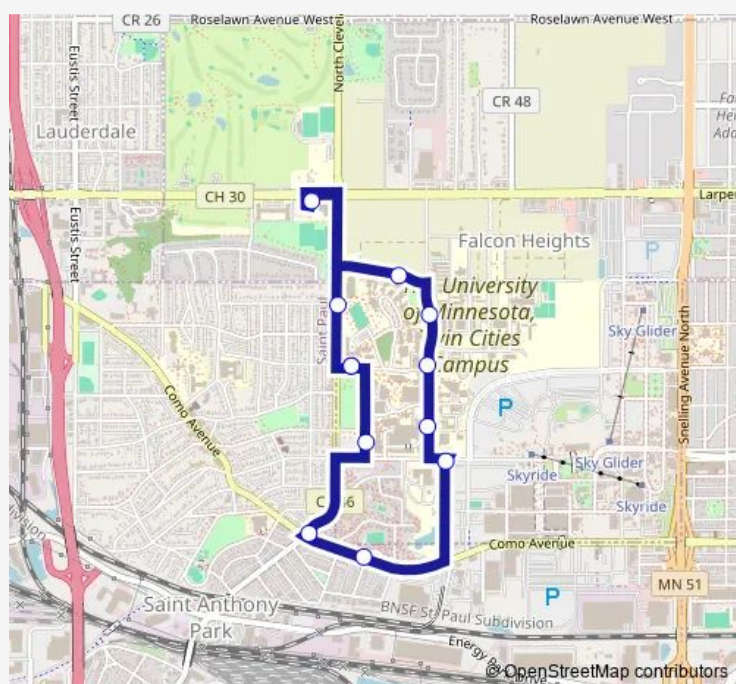 CR 26
Roselawn Avenue West
Roselawn Avenue West
North Cleve
Eustis Street
CR 48
Lauderdale
CH 30
Larpen
Eustis Street
Falcon Heights
P
University
of Minnesota,
Twin Cities
Campus
Saint Paul
Sky Glider
Snelling Avenue North
Como Avenue
P
Skyride
Sky Glider
Skyride
Como Avenue
P
MN 51
Saint Anthony
Park
BNSF St. Paul Subdivision
© OpenStreetMap contributors